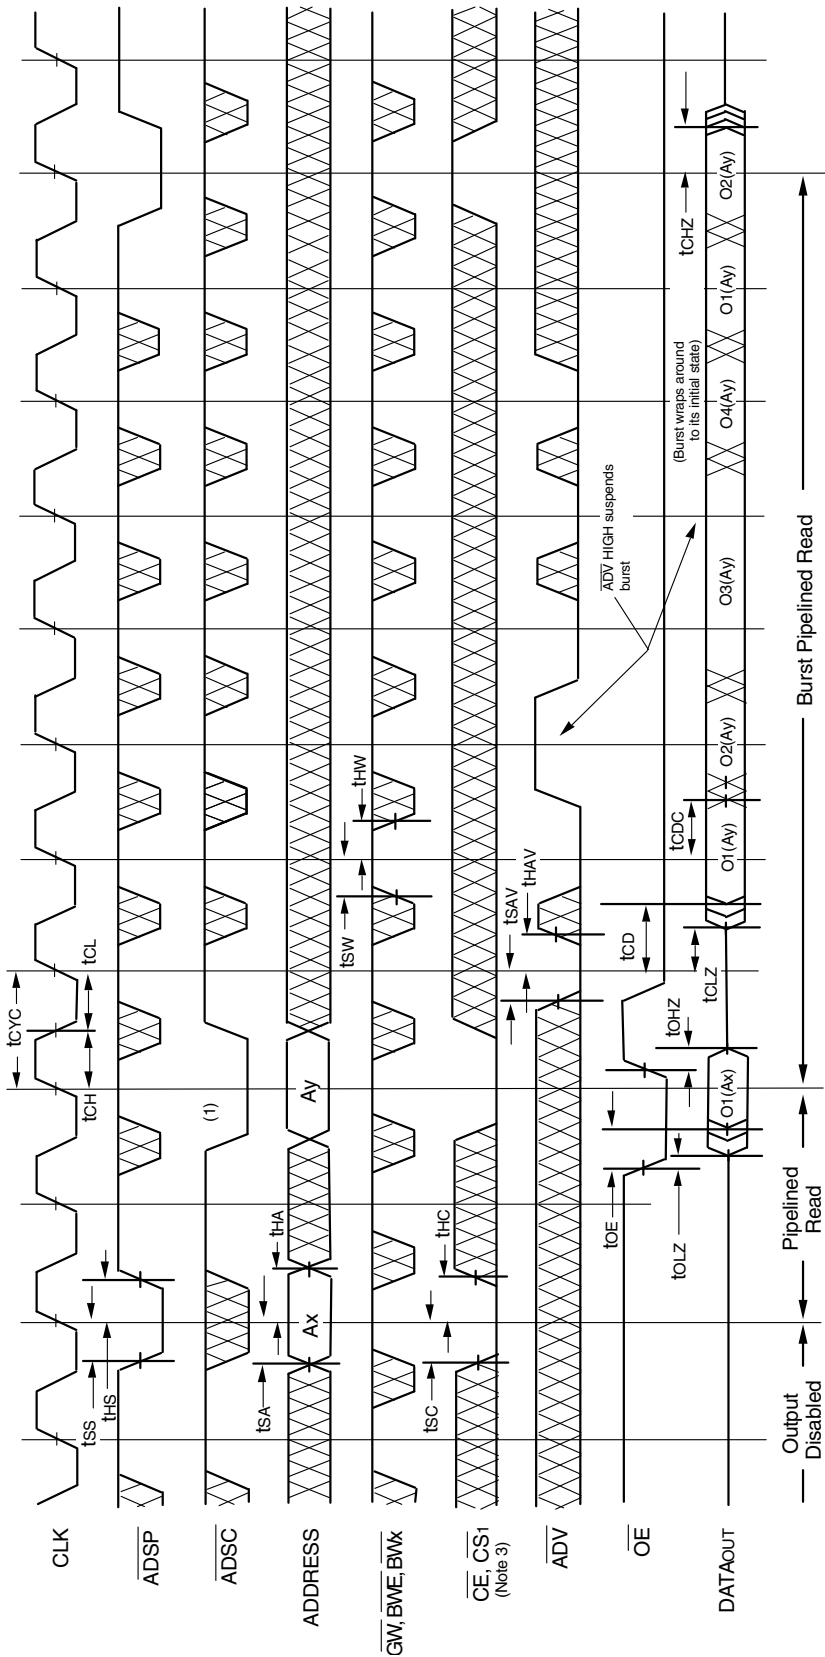 CLK
tCYC
tCH
tCL
ADSP
tSS
tHS
ADSC
(1)
ADDRESS
tSA
tHA
Ax
Ay
GW, BWE, BWx
tSW
tHW
CE, CS1
(Note 3)
tSC
tHC
ADV
tSAV
tHAV
ADV HIGH suspends
burst
OE
tOE
tOHZ
tCD
tOLZ
tCLZ
tCDC
(Burst wraps around
to its initial state)
tCHZ
DATAOUT
O1(Ax)
O1(Ay)
O2(Ay)
O3(Ay)
O4(Ay)
O1(Ay)
O2(Ay)
Output
Disabled
Pipelined
Read
Burst Pipelined Read